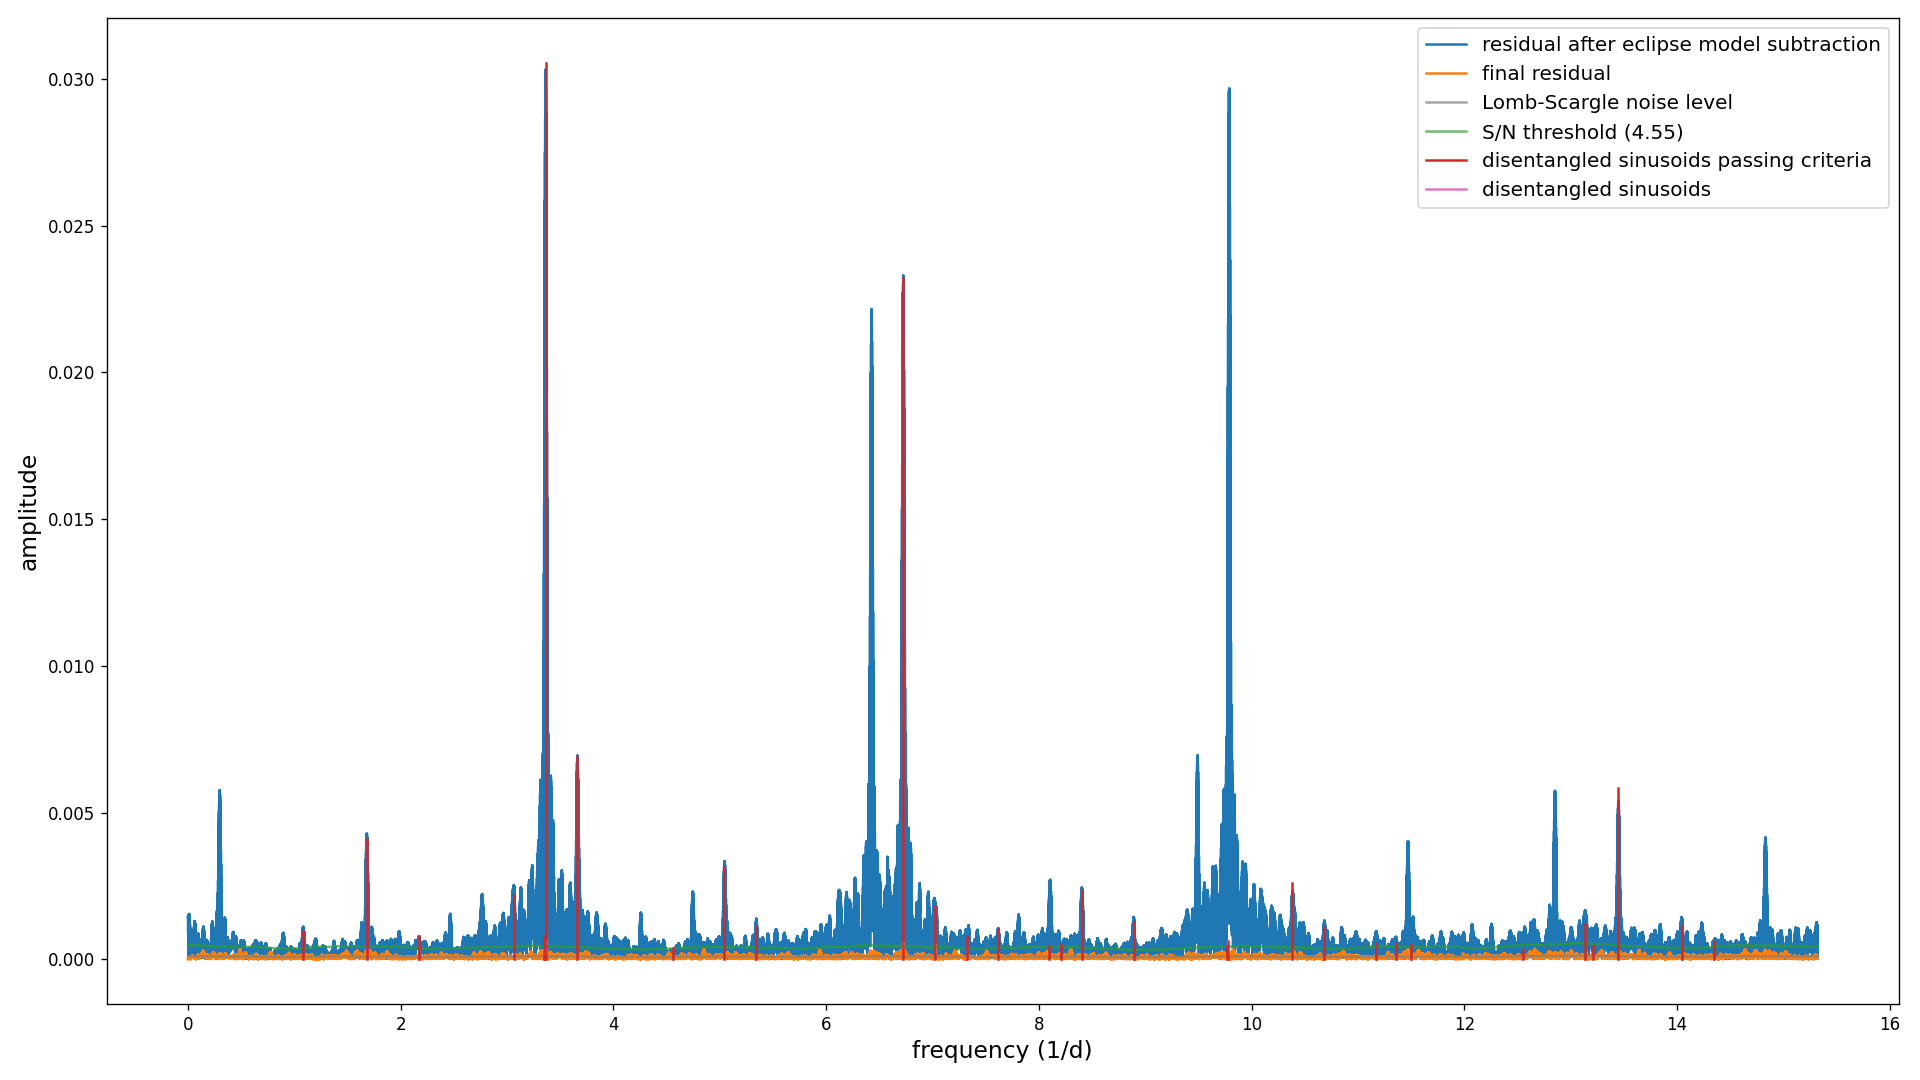 residual after eclipse model subtraction
final residual
Lomb-Scargle noise level
S/N threshold (4.55)
disentangled sinusoids passing criteria
disentangled sinusoids
0.030
0.025
0.020
0.015
0.010
0.005
0.000
amplitude
0 2 4 6 8 10 12 14 16
frequency (1/d)